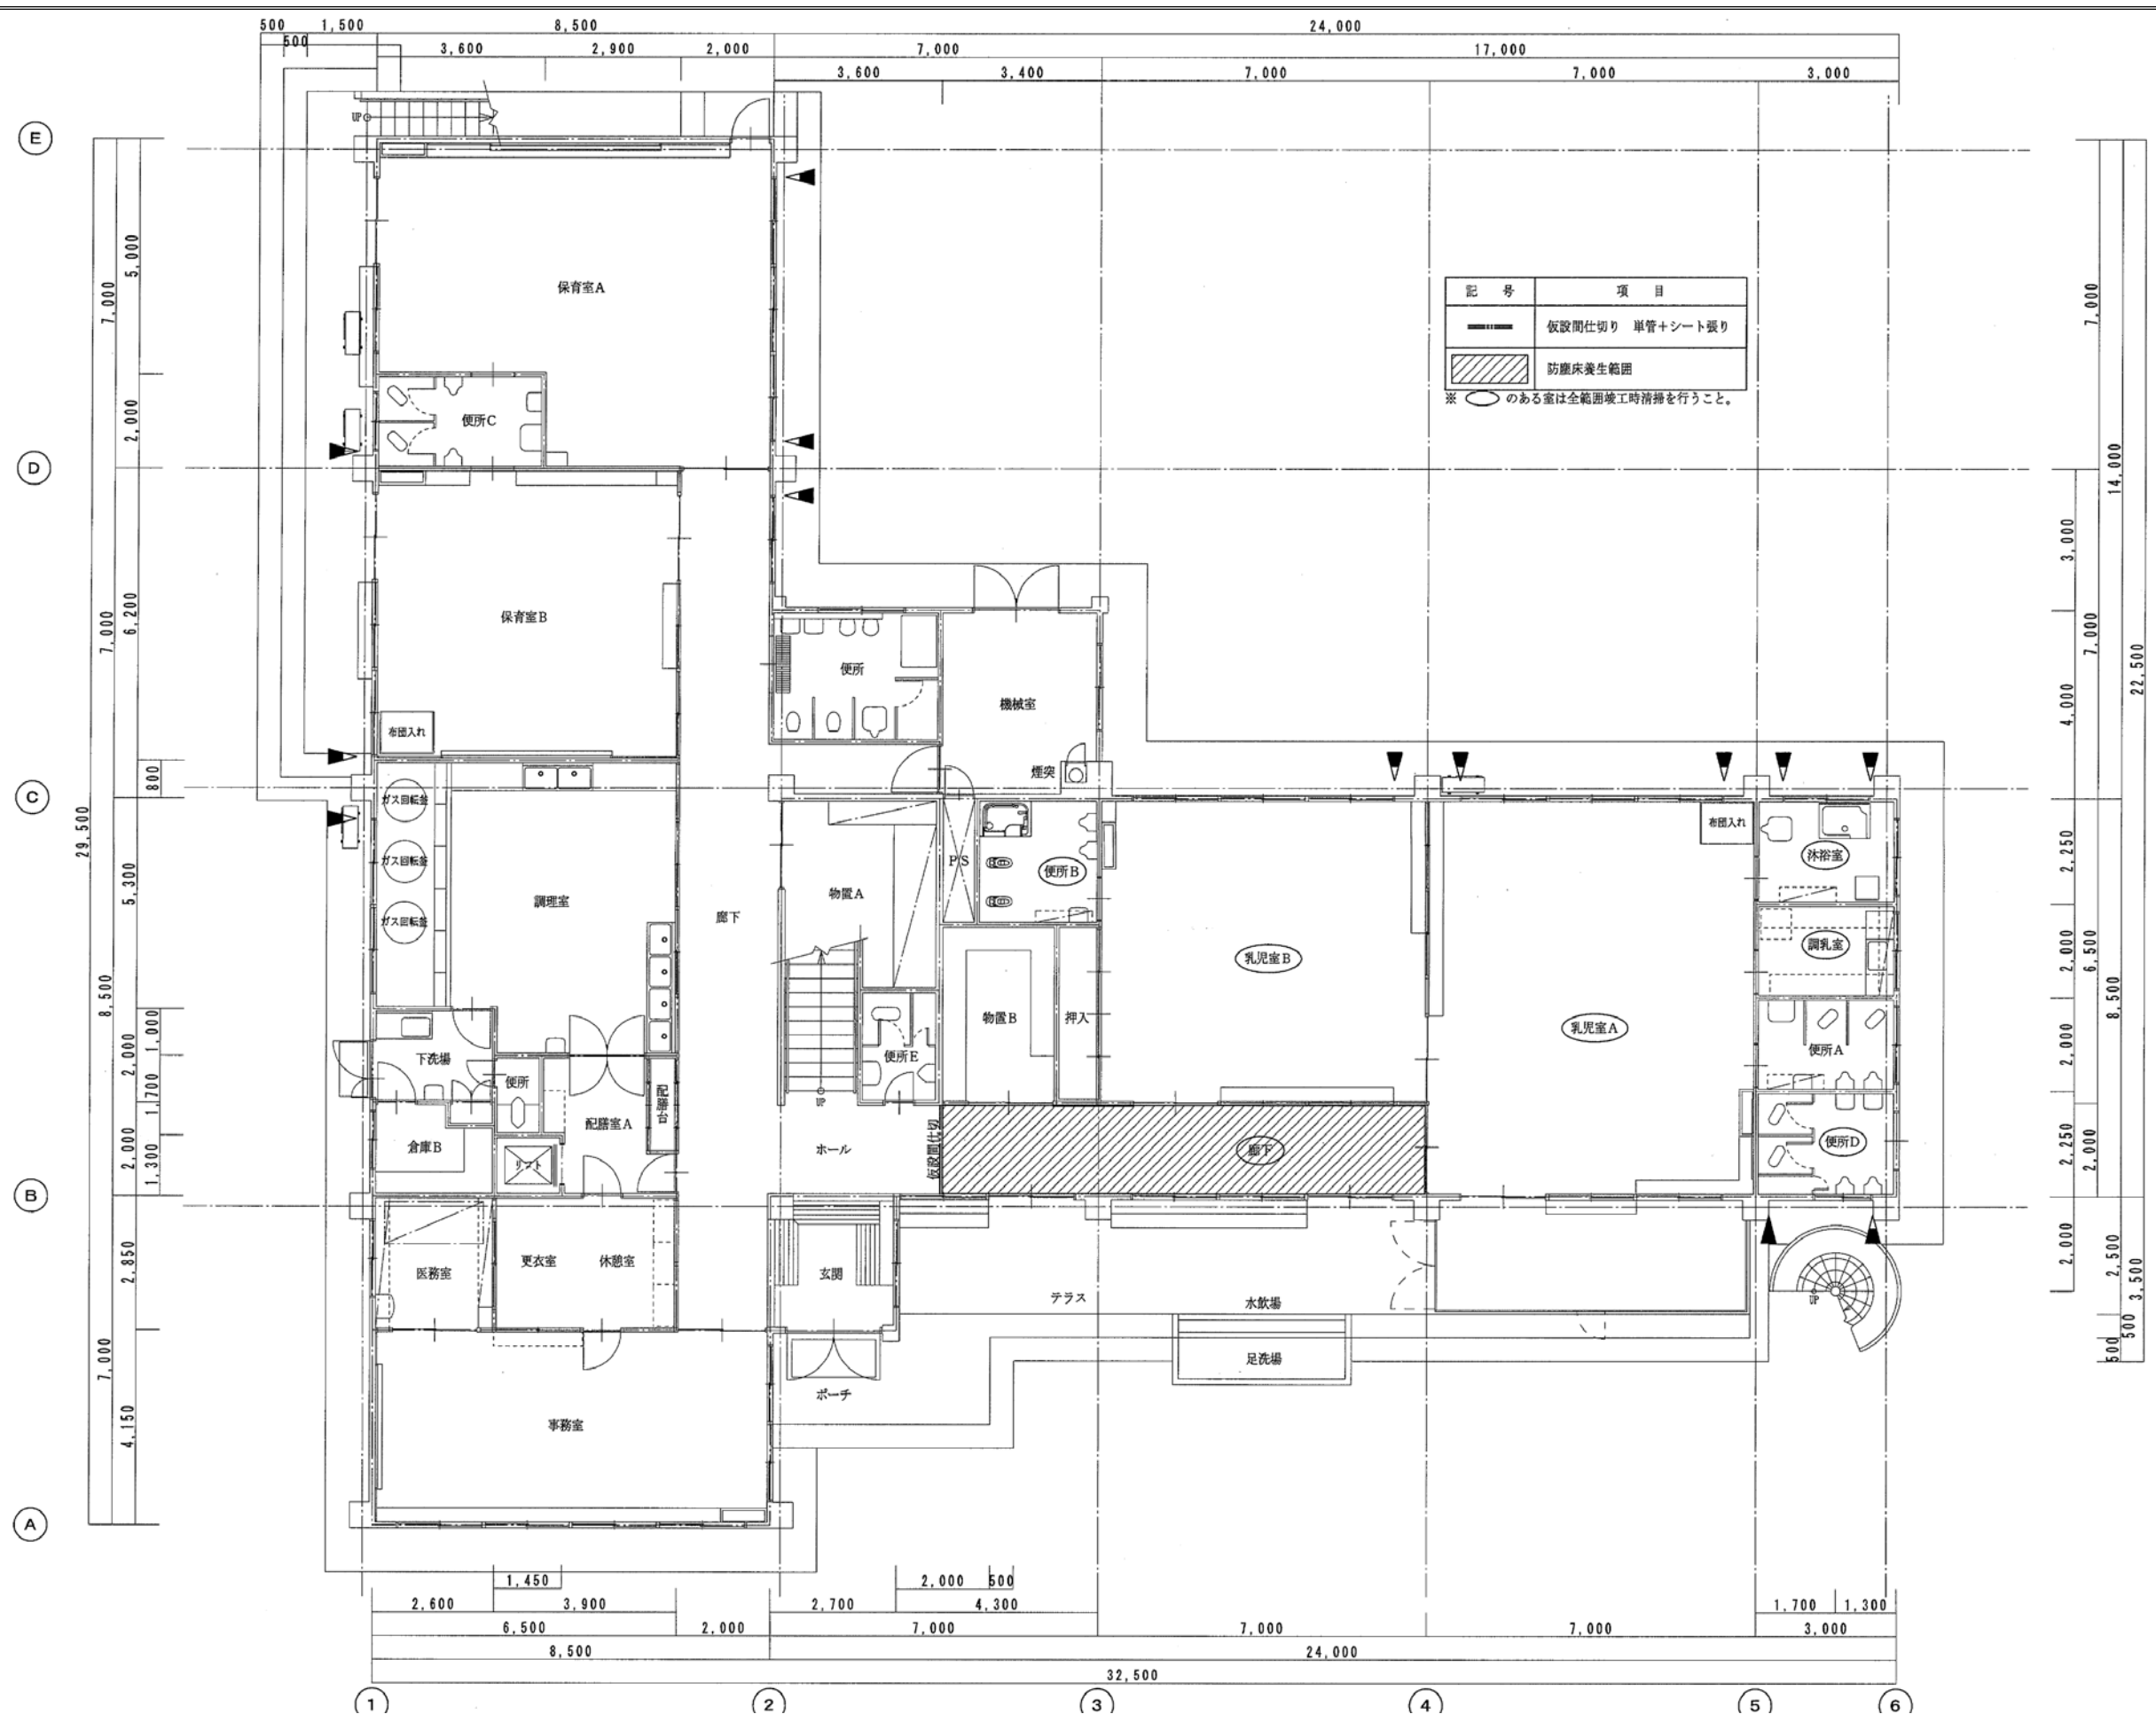 500 1,500 8,500 24,000
500 3,600 2,900 2,000 7,000 17,000
3,600 3,400 7,000 7,000 3,000
UP
E
保育室A
記 号 項 目
仮設間仕切り 単管+シート張り
防塵床養生範囲
※ のある室は全範囲竣工時清掃を行うこと。
便所C
D
保育室B
便所
機械室
布団入れ
煙突
C
ガス回転釜
ガス回転釜
ガス回転釜
調理室
廊下
物置A
PS
便所B
乳児室B
布団入れ
沐浴室
調乳室
乳児室A
便所A
便所D
物置B
押入
便所E
UP
下洗場
便所
配膳室A
配膳台
倉庫B
リフト
ホール
仮設間仕切
廊下
B
医務室
更衣室
休憩室
玄関
テラス
水飲場
UP
足洗場
ポーチ
事務室
A
29,500
7,000
7,000
8,500
7,000
5,000
2,000
6,200
800
5,300
2,000
1,000
1,700
2,000
1,300
2,850
4,150
7,000
14,000
22,500
3,000
7,000
4,000
2,250
2,000
6,500
8,500
2,000
2,250
2,000
2,000
2,500
3,500
500
500
1,450 2,000 500
2,600 3,900 2,700 4,300 1,700 1,300
6,500 2,000 7,000 7,000 7,000 3,000
8,500 24,000
32,500
1 2 3 4 5 6